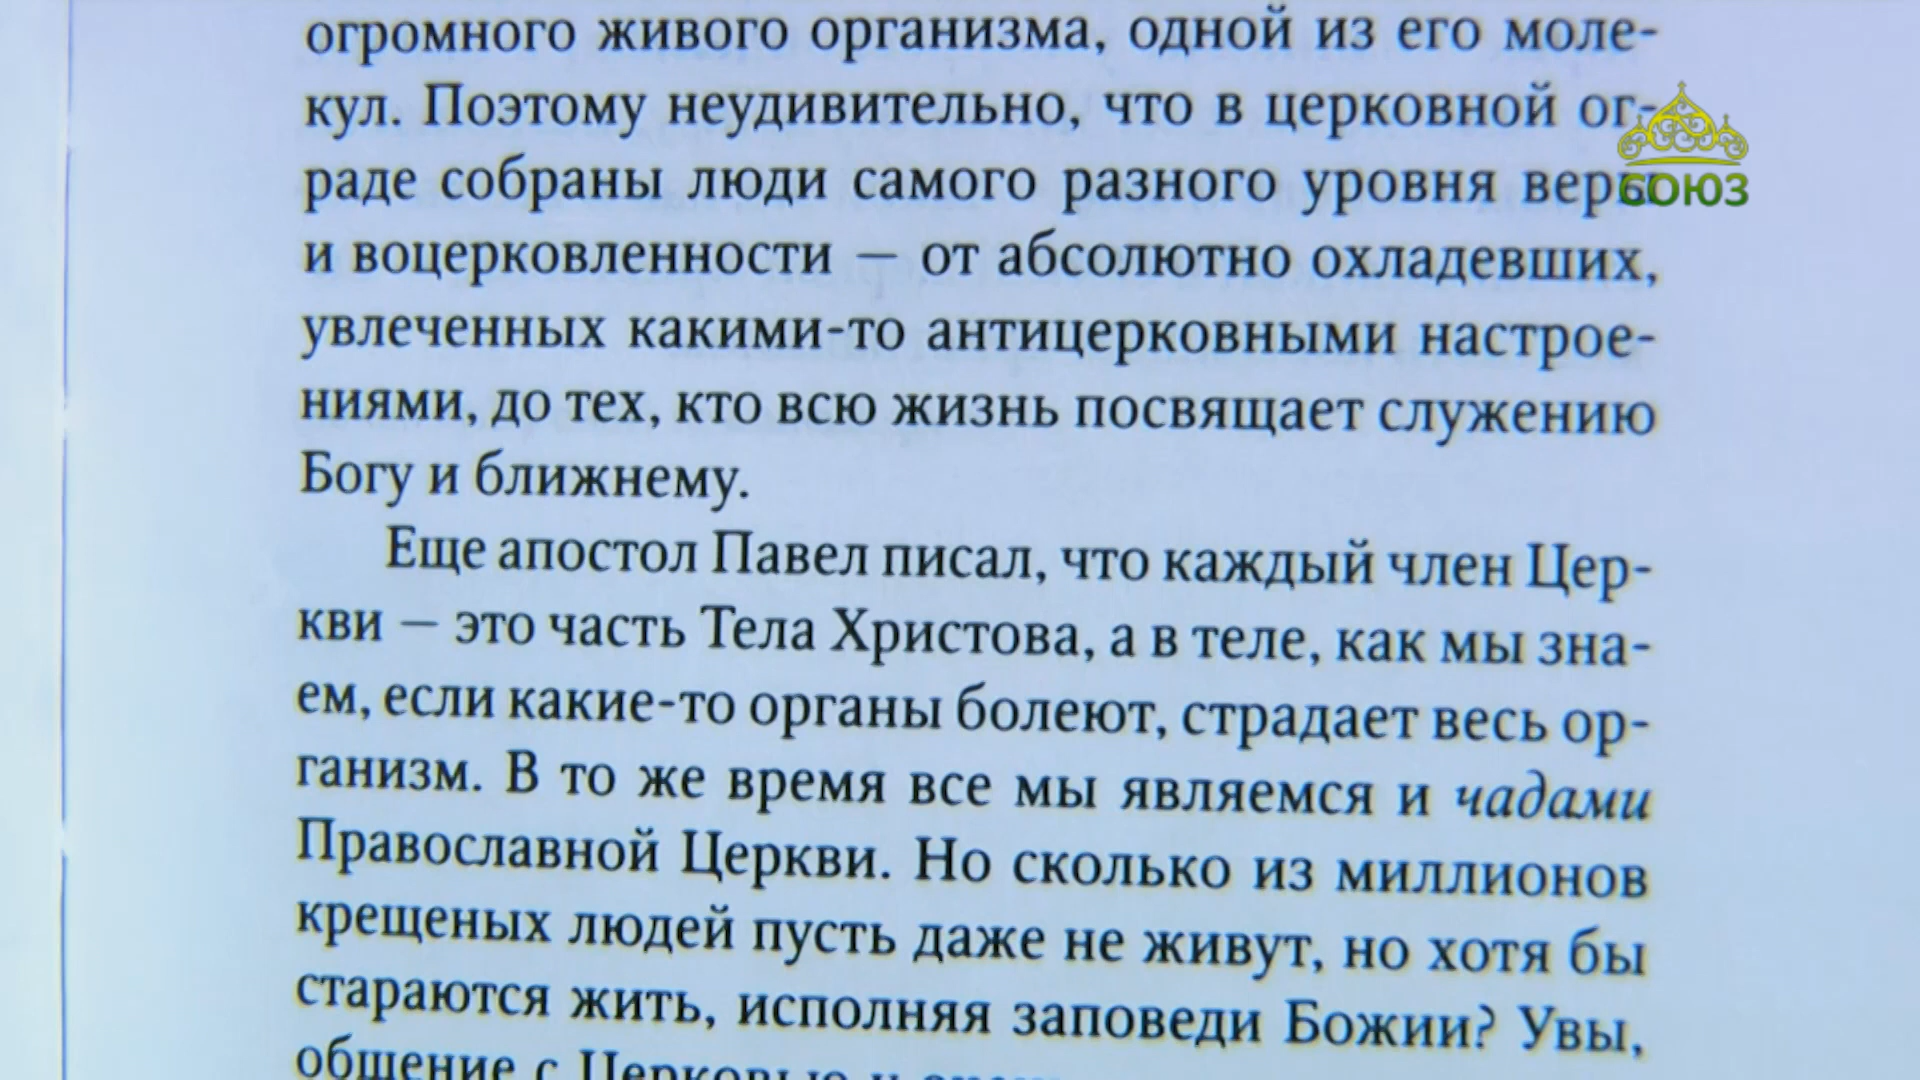 огромного живого организма, одной из его моле-
кул. Поэтому неудивительно, что в церковной ог-
раде собраны люди самого разного уровня веры
СОЮЗ
и воцерковленности — от абсолютно охладевших,
увлеченных какими-то антицерковными настрое-
ниями, до тех, кто всю жизнь посвящает служению
Богу и ближнему.
Еще апостол Павел писал, что каждый член Цер-
кви — это часть Тела Христова, а в теле, как мы зна-
ем, если какие-то органы болеют, страдает весь ор-
ганизм. В то же время все мы являемся и чадами
Православной Церкви. Но сколько из миллионов
крещеных людей пусть даже не живут, но хотя бы
стараются жить, исполняя заповеди Божии? Увы,
общение с Церковью у